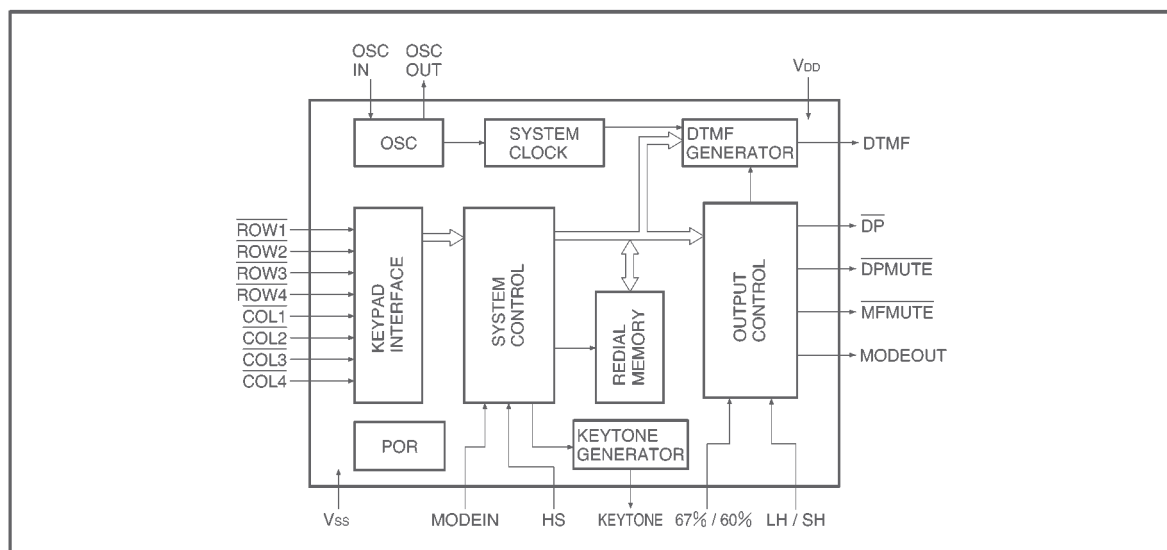 OSC IN
OSC OUT
VDD
OSC
SYSTEM CLOCK
DTMF GENERATOR
DTMF
ROW1
ROW2
ROW3
ROW4
COL1
COL2
COL3
COL4
KEYPAD INTERFACE
SYSTEM CONTROL
REDIAL MEMORY
OUTPUT CONTROL
DP
DPMUTE
MFMUTE
MODEOUT
POR
KEYTONE GENERATOR
VSS
MODEIN
HS
KEYTONE
67% / 60%
LH / SH